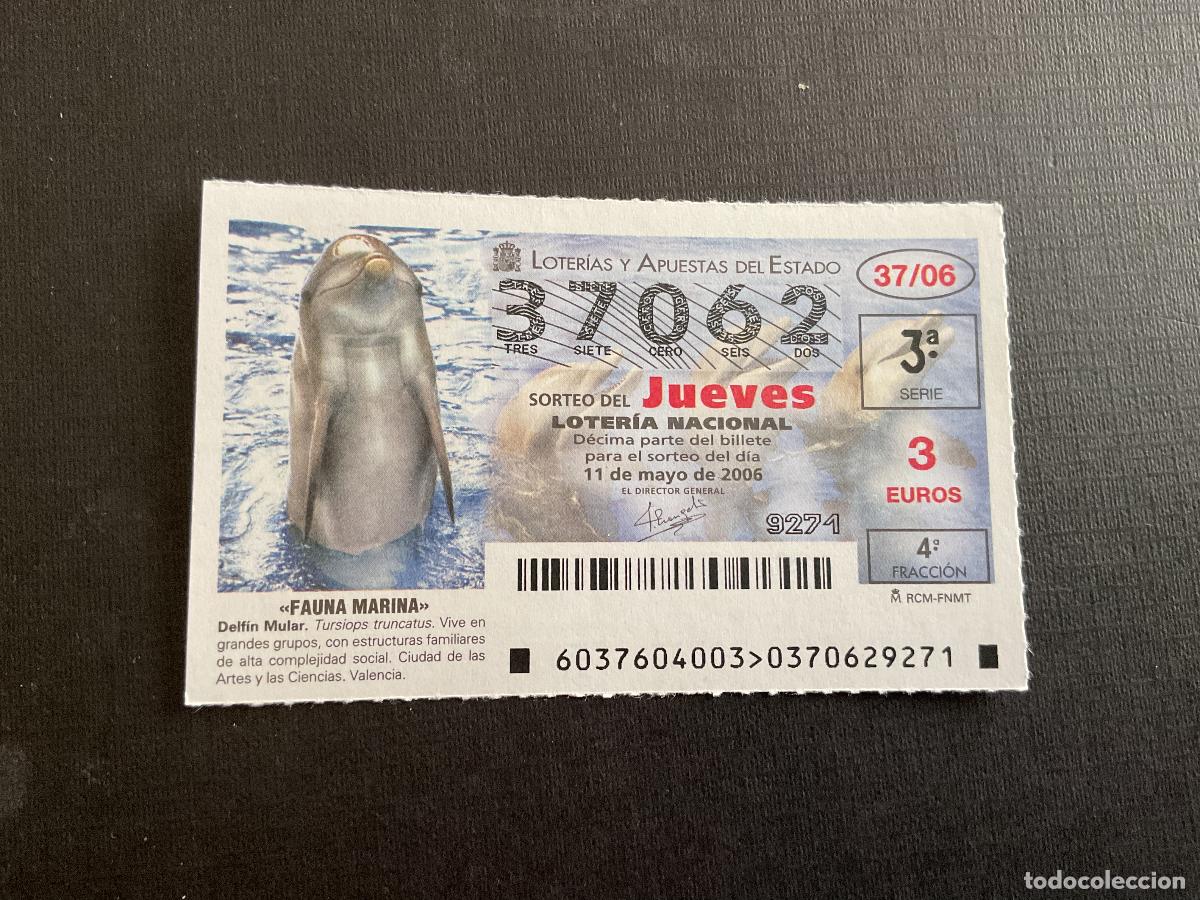 LOTERÍAS Y APUESTAS DEL ESTADO
37/06
37062
TRES SIETE CERO SEIS DOS
3ª
SERIE
SORTEO DEL Jueves
LOTERÍA NACIONAL
Décima parte del billete
para el sorteo del día
11 de mayo de 2006
EL DIRECTOR GENERAL
9271
3
EUROS
4ª
FRACCIÓN
RCM-FNMT
«FAUNA MARINA»
Delfín Mular. Tursiops truncatus. Vive en
grandes grupos, con estructuras familiares
de alta complejidad social. Ciudad de las
Artes y las Ciencias. Valencia.
6037604003>0370629271
todocoleccion